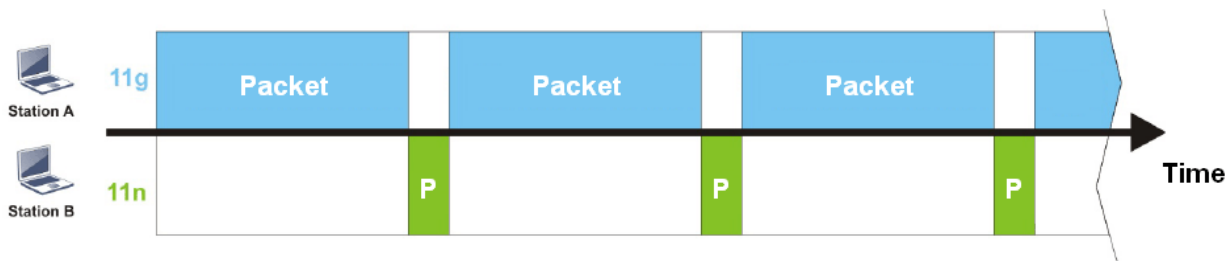 11g
Packet
Packet
Packet
Station A
11n
P
P
P
Time
Station B